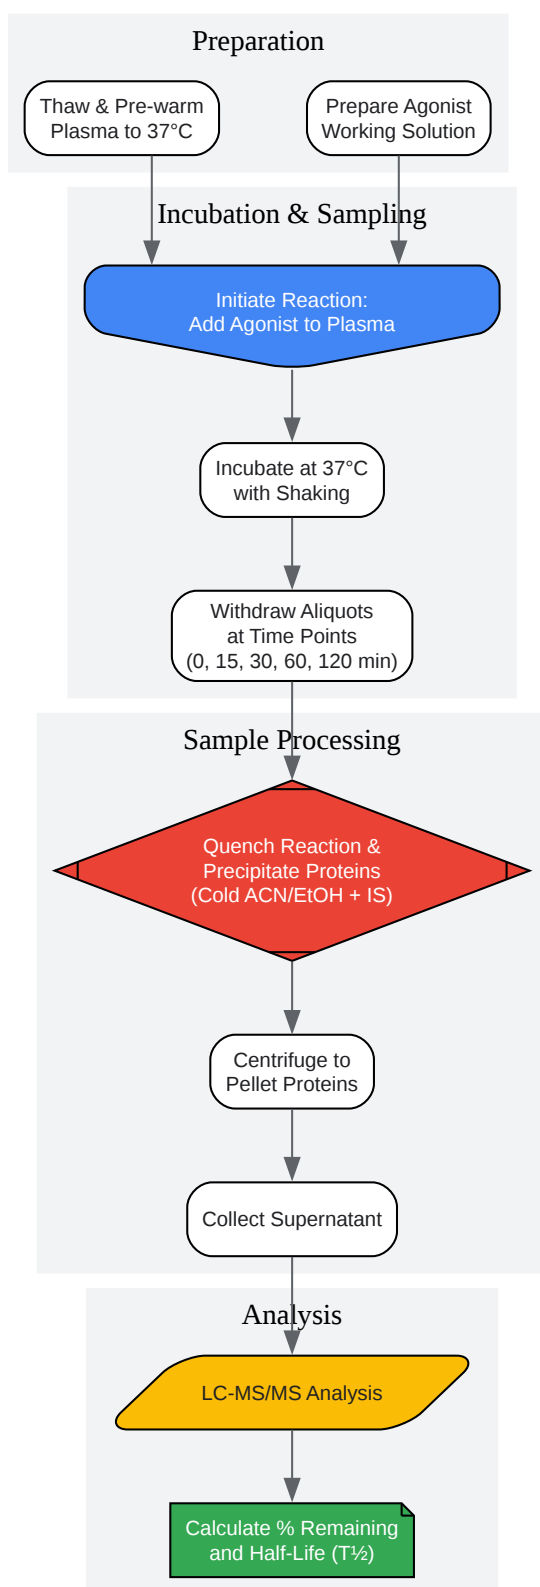 Preparation
Thaw & Pre-warm
Plasma to 37°C
Prepare Agonist
Working Solution
Incubation & Sampling
Initiate Reaction:
Add Agonist to Plasma
Incubate at 37°C
with Shaking
Withdraw Aliquots
at Time Points
(0, 15, 30, 60, 120 min)
Sample Processing
Quench Reaction &
Precipitate Proteins
(Cold ACN/EtOH + IS)
Centrifuge to
Pellet Proteins
Collect Supernatant
Analysis
LC-MS/MS Analysis
Calculate % Remaining
and Half-Life (T½)